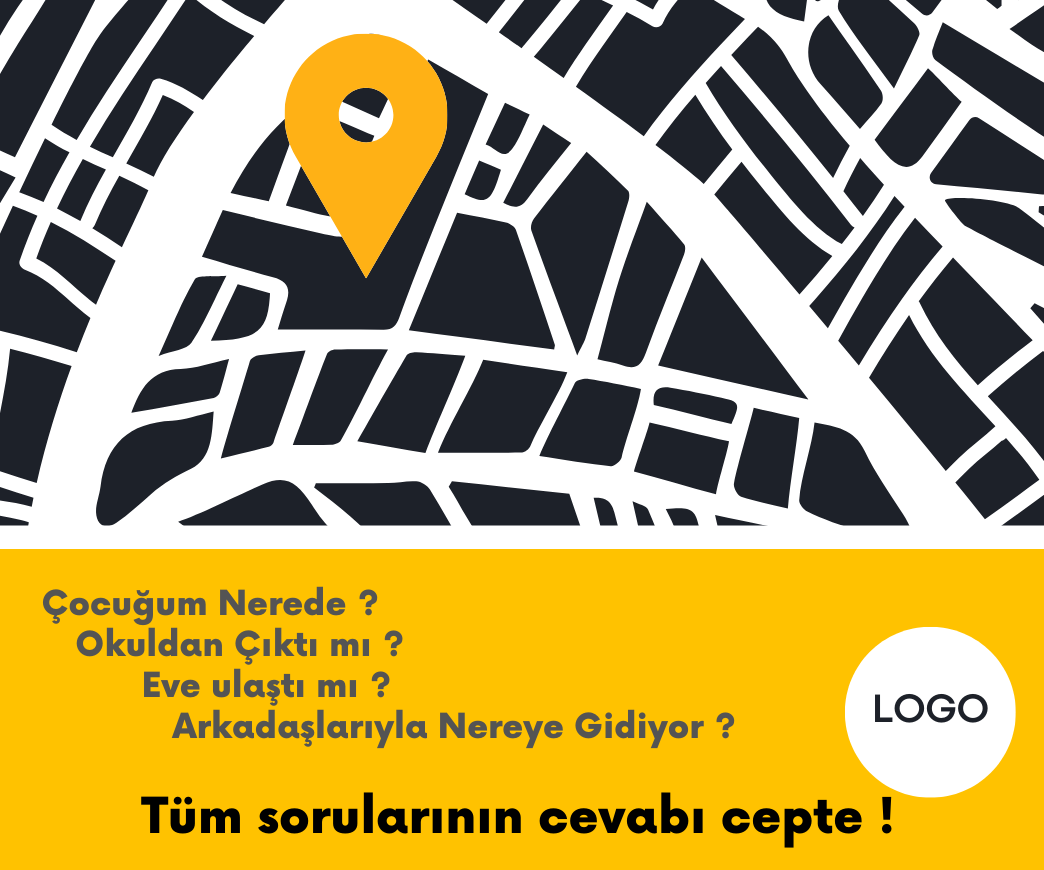 Çocuğum Nerede ?
Okuldan Çıktı mı ?
Eve ulaştı mı ?
Arkadaşlarıyla Nereye Gidiyor ?
LOGO
Tüm sorularının cevabı cepte !